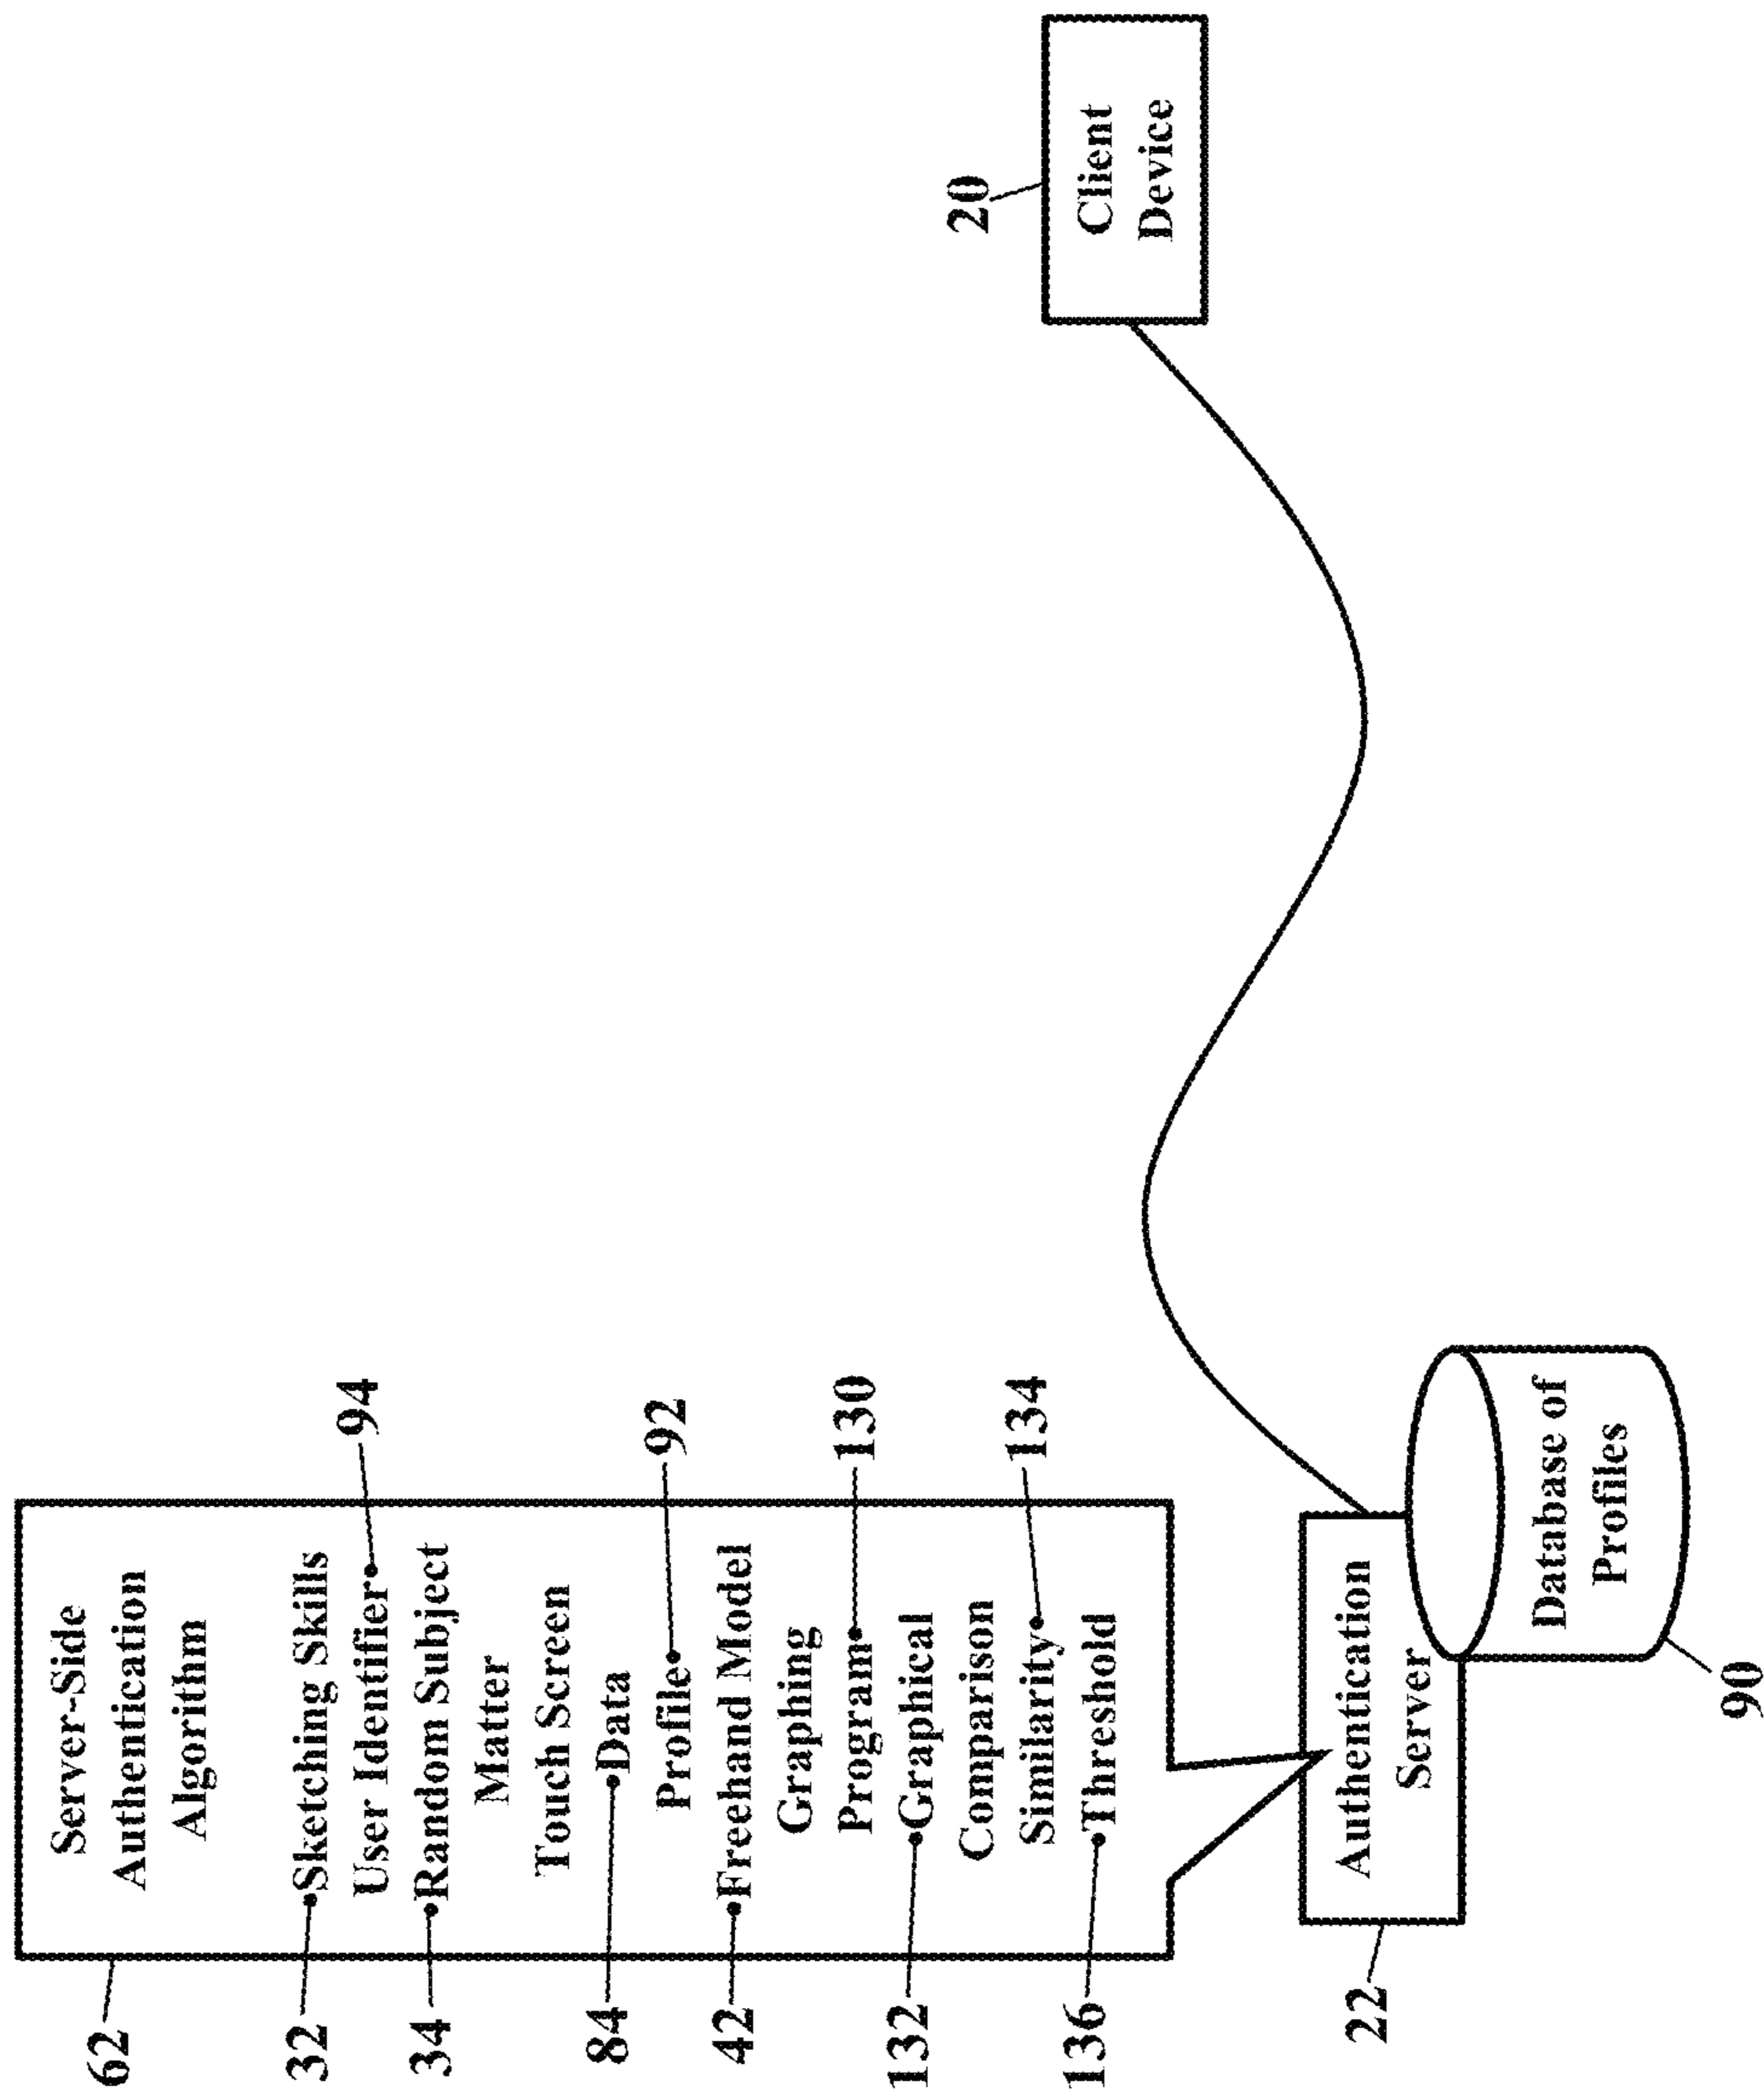 62
Server-Side
Authentication
Algorithm
32
Sketching Skills
User Identifier
94
34
Random Subject
Matter
Touch Screen
84
Data
Profile
92
42
Freehand Model
Graphing
Program
130
132
Graphical
Comparison
Similarity
134
136
Threshold
22
Authentication
Server
Database of
Profiles
90
20
Client
Device